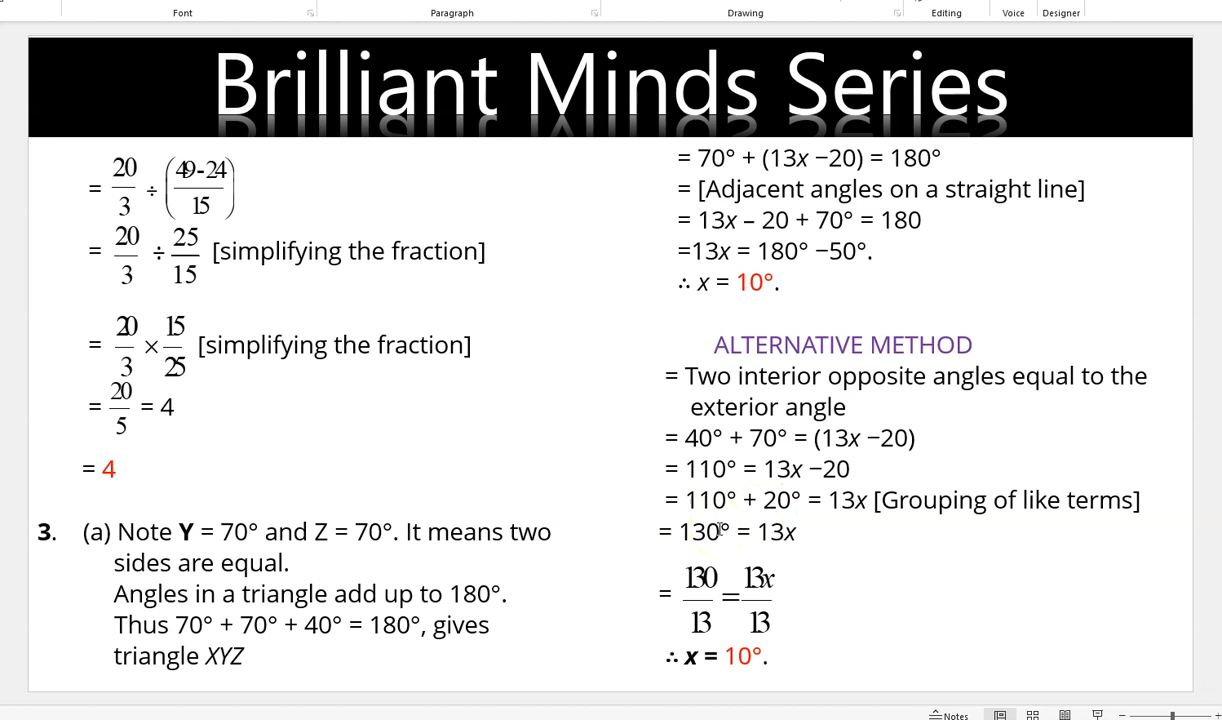 Font Paragraph Drawing Editing Voice Designer
Brilliant Minds Series
= 20/3 ÷ ((49-24)/15)
= 20/3 ÷ 25/15 [simplifying the fraction]
= 20/3 × 15/25 [simplifying the fraction]
= 20/5 = 4
= 4
3. (a) Note Y = 70° and Z = 70°. It means two
sides are equal.
Angles in a triangle add up to 180°.
Thus 70° + 70° + 40° = 180°, gives
triangle XYZ
= 70° + (13x −20) = 180°
= [Adjacent angles on a straight line]
= 13x – 20 + 70° = 180
=13x = 180° −50°.
∴ x = 10°.
ALTERNATIVE METHOD
= Two interior opposite angles equal to the
exterior angle
= 40° + 70° = (13x −20)
= 110° = 13x −20
= 110° + 20° = 13x [Grouping of like terms]
= 130° = 13x
= 130/13 = 13x/13
∴ x = 10°.
Notes